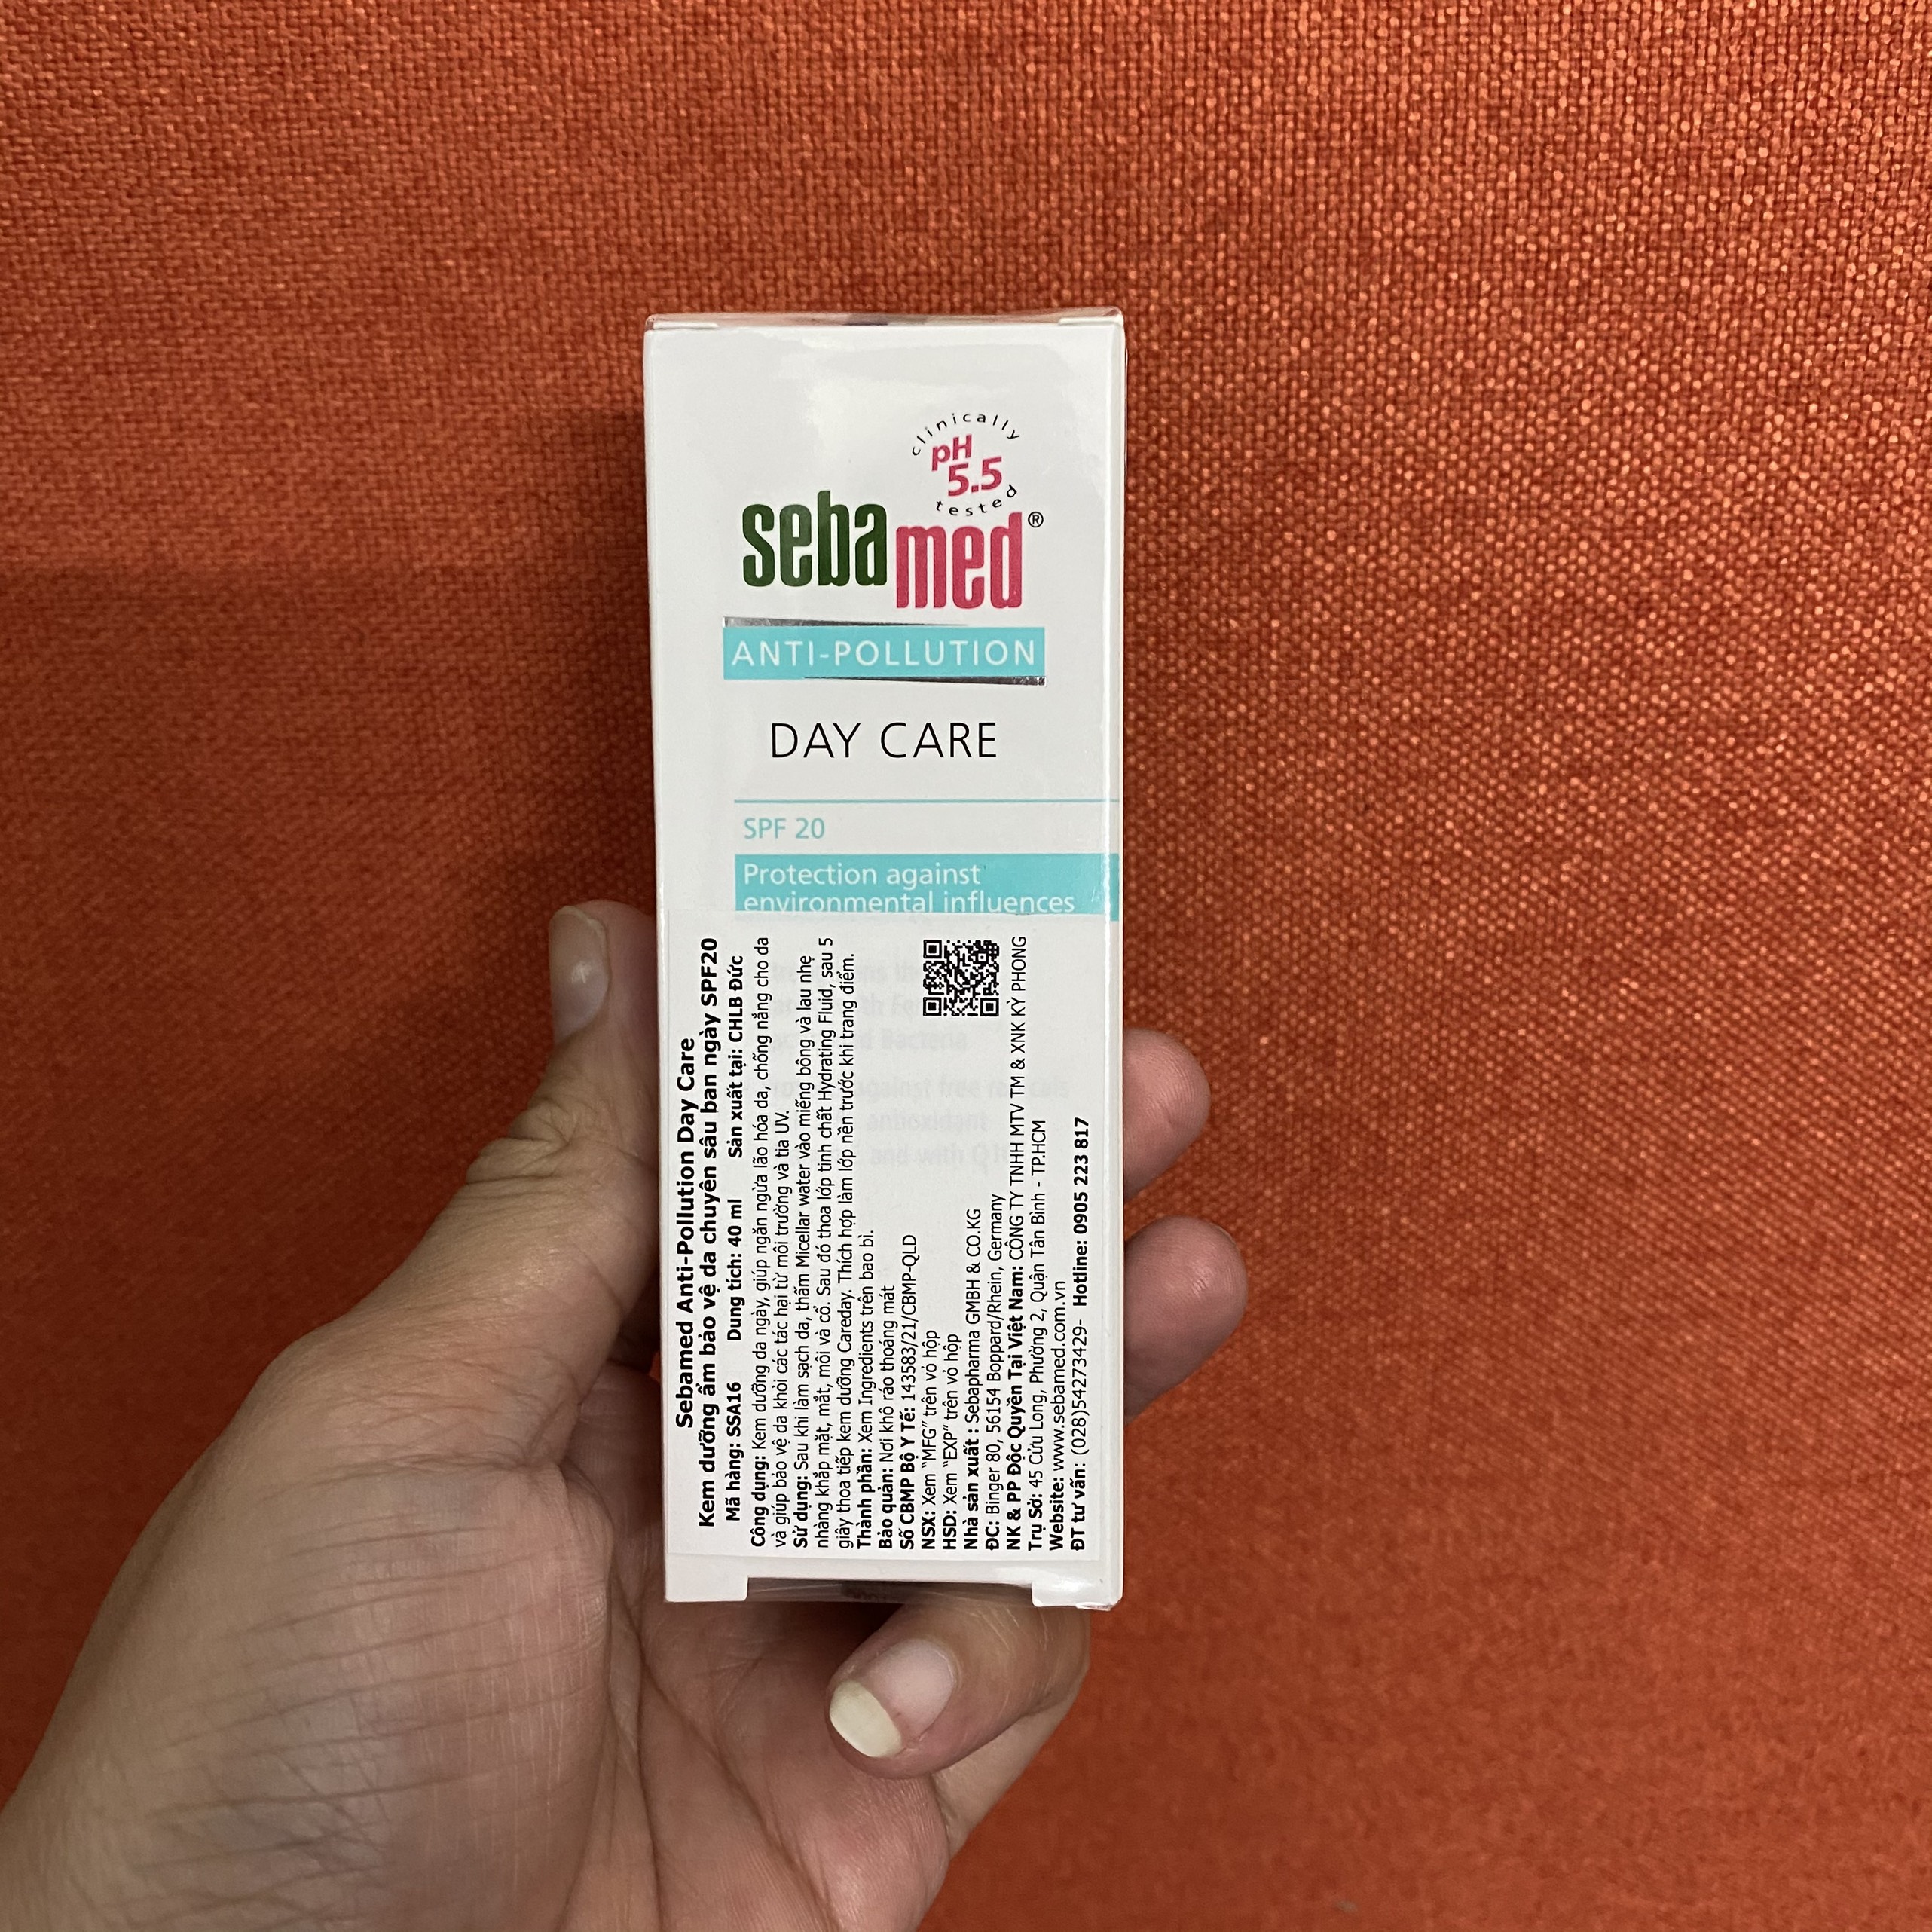 clinically
pH
5.5
tested
sebamed®
ANTI-POLLUTION
DAY CARE
SPF 20
Protection against
environmental influences
Sebamed Anti-Pollution Day Care
Kem dưỡng ẩm bảo vệ da chuyên sâu ban ngày SPF20
Mã hàng: SSA16 Dung tích: 40 ml Sản xuất tại: CHLB Đức
Công dụng: Kem dưỡng da ngày, giúp ngăn ngừa lão hóa da, chống nắng cho da
và giúp bảo vệ da khỏi các tác hại từ môi trường và tia UV.
Sử dụng: Sau khi làm sạch da, thấm Micellar water vào miếng bông và lau nhẹ
nhàng khắp mặt, mắt, môi và cổ. Sau đó thoa lớp tinh chất Hydrating Fluid, sau 5
giây thoa tiếp kem dưỡng Careday. Thích hợp làm lớp nền trước khi trang điểm.
Thành phần: Xem Ingredients trên bao bì.
Bảo quản: Nơi khô ráo thoáng mát
Số CBMP Bộ Y Tế: 143583/21/CBMP-QLD
NSX: Xem "MFG" trên vỏ hộp
HSD: Xem "EXP" trên vỏ hộp
Nhà sản xuất : Sebapharma GMBH & CO.KG
ĐC: Binger 80, 56154 Boppard/Rhein, Germany
NK & PP Độc Quyền Tại Việt Nam: CÔNG TY TNHH MTV TM & XNK KỲ PHONG
Trụ Sở: 45 Cửu Long, Phường 2, Quận Tân Bình - TP.HCM
Website: www.sebamed.com.vn
ĐT tư vấn: (028)54273429- Hotline: 0905 223 817